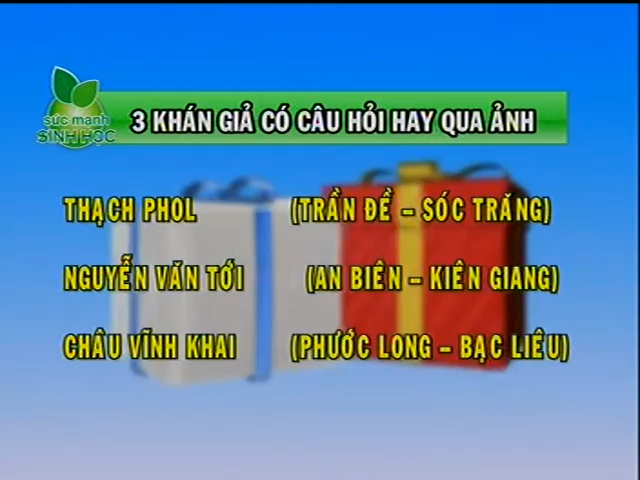 sức mạnh
SINH HỌC
3 KHÁN GIẢ CÓ CÂU HỎI HAY QUA ẢNH
THẠCH PHOL (TRẦN ĐỀ – SÓC TRĂNG)
NGUYỄN VĂN TỚI (AN BIÊN – KIÊN GIANG)
CHÂU VĨNH KHAI (PHƯỚC LONG – BẠC LIÊU)